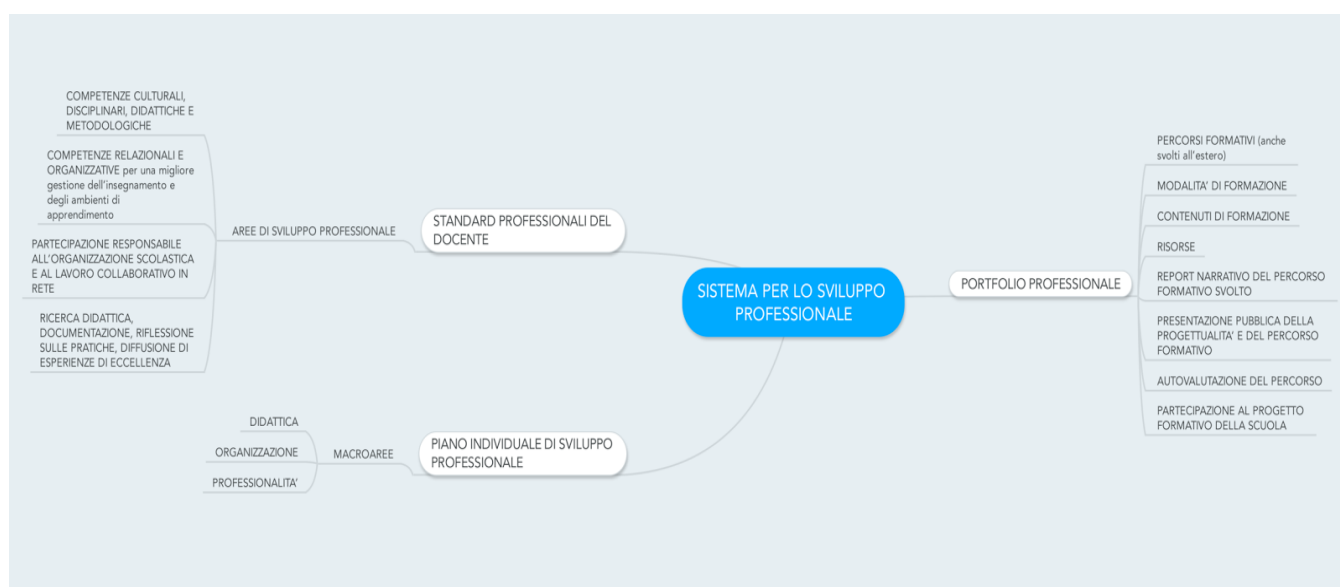 COMPETENZE CULTURALI,
DISCIPLINARI, DIDATTICHE E
METODOLOGICHE
COMPETENZE RELAZIONALI E
ORGANIZZATIVE per una migliore
gestione dell'insegnamento e
degli ambienti di
apprendimento
PARTECIPAZIONE RESPONSABILE
ALL'ORGANIZZAZIONE SCOLASTICA
E AL LAVORO COLLABORATIVO IN
RETE
RICERCA DIDATTICA,
DOCUMENTAZIONE, RIFLESSIONE
SULLE PRATICHE, DIFFUSIONE DI
ESPERIENZE DI ECCELLENZA
AREE DI SVILUPPO PROFESSIONALE
STANDARD PROFESSIONALI DEL
DOCENTE
DIDATTICA
ORGANIZZAZIONE
PROFESSIONALITA'
MACROAREE
PIANO INDIVIDUALE DI SVILUPPO
PROFESSIONALE
SISTEMA PER LO SVILUPPO
PROFESSIONALE
PORTFOLIO PROFESSIONALE
PERCORSI FORMATIVI (anche
svolti all'estero)
MODALITA' DI FORMAZIONE
CONTENUTI DI FORMAZIONE
RISORSE
REPORT NARRATIVO DEL PERCORSO
FORMATIVO SVOLTO
PRESENTAZIONE PUBBLICA DELLA
PROGETTUALITA' E DEL PERCORSO
FORMATIVO
AUTOVALUTAZIONE DEL PERCORSO
PARTECIPAZIONE AL PROGETTO
FORMATIVO DELLA SCUOLA